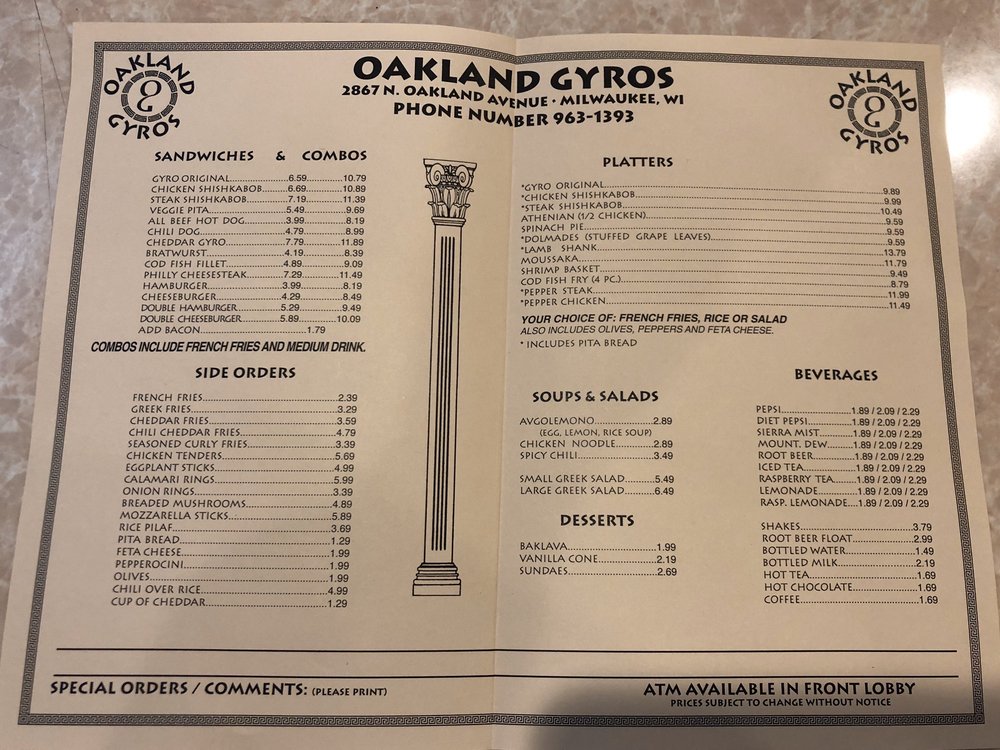 OAKLAND GYROS
OAKLAND GYROS
2867 N. OAKLAND AVENUE · MILWAUKEE, WI
PHONE NUMBER 963-1393
OAKLAND GYROS
SANDWICHES & COMBOS
GYRO ORIGINAL...6.59...10.79
CHICKEN SHISHKABOB...6.69...10.89
STEAK SHISHKABOB...7.19...11.39
VEGGIE PITA...5.49...9.69
ALL BEEF HOT DOG...3.99...8.19
CHILI DOG...4.79...8.99
CHEDDAR GYRO...7.79...11.89
BRATWURST...4.19...8.39
COD FISH FILLET...4.89...9.09
PHILLY CHEESESTEAK...7.29...11.49
HAMBURGER...3.99...8.19
CHEESEBURGER...4.29...8.49
DOUBLE HAMBURGER...5.29...9.49
DOUBLE CHEESEBURGER...5.89...10.09
ADD BACON...1.79
COMBOS INCLUDE FRENCH FRIES AND MEDIUM DRINK.
SIDE ORDERS
FRENCH FRIES...2.39
GREEK FRIES...3.29
CHEDDAR FRIES...3.59
CHILI CHEDDAR FRIES...4.79
SEASONED CURLY FRIES...3.39
CHICKEN TENDERS...5.69
EGGPLANT STICKS...4.99
CALAMARI RINGS...5.99
ONION RINGS...3.39
BREADED MUSHROOMS...4.89
MOZZARELLA STICKS...5.89
RICE PILAF...3.69
PITA BREAD...1.29
FETA CHEESE...1.99
PEPPEROCINI...1.99
OLIVES...1.99
CHILI OVER RICE...4.99
CUP OF CHEDDAR...1.29
PLATTERS
*GYRO ORIGINAL...9.89
*CHICKEN SHISHKABOB...9.99
*STEAK SHISHKABOB...10.49
ATHENIAN (1/2 CHICKEN)...9.59
SPINACH PIE...9.59
*DOLMADES (STUFFED GRAPE LEAVES)...9.59
*LAMB SHANK...13.79
MOUSSAKA...11.79
SHRIMP BASKET...9.49
COD FISH FRY (4 PC.)...8.79
*PEPPER STEAK...11.99
*PEPPER CHICKEN...11.49
YOUR CHOICE OF: FRENCH FRIES, RICE OR SALAD
ALSO INCLUDES OLIVES, PEPPERS AND FETA CHEESE.
* INCLUDES PITA BREAD
SOUPS & SALADS
AVGOLEMONO...2.89
(EGG, LEMON, RICE SOUP)
CHICKEN NOODLE...2.89
SPICY CHILI...3.49
SMALL GREEK SALAD...5.49
LARGE GREEK SALAD...6.49
DESSERTS
BAKLAVA...1.99
VANILLA CONE...2.19
SUNDAES...2.69
BEVERAGES
PEPSI...1.89 / 2.09 / 2.29
DIET PEPSI...1.89 / 2.09 / 2.29
SIERRA MIST...1.89 / 2.09 / 2.29
MOUNT. DEW...1.89 / 2.09 / 2.29
ROOT BEER...1.89 / 2.09 / 2.29
ICED TEA...1.89 / 2.09 / 2.29
RASPBERRY TEA...1.89 / 2.09 / 2.29
LEMONADE...1.89 / 2.09 / 2.29
RASP. LEMONADE...1.89 / 2.09 / 2.29
SHAKES...3.79
ROOT BEER FLOAT...2.99
BOTTLED WATER...1.49
BOTTLED MILK...2.19
HOT TEA...1.69
HOT CHOCOLATE...1.69
COFFEE...1.69
SPECIAL ORDERS / COMMENTS: (PLEASE PRINT)
ATM AVAILABLE IN FRONT LOBBY
PRICES SUBJECT TO CHANGE WITHOUT NOTICE